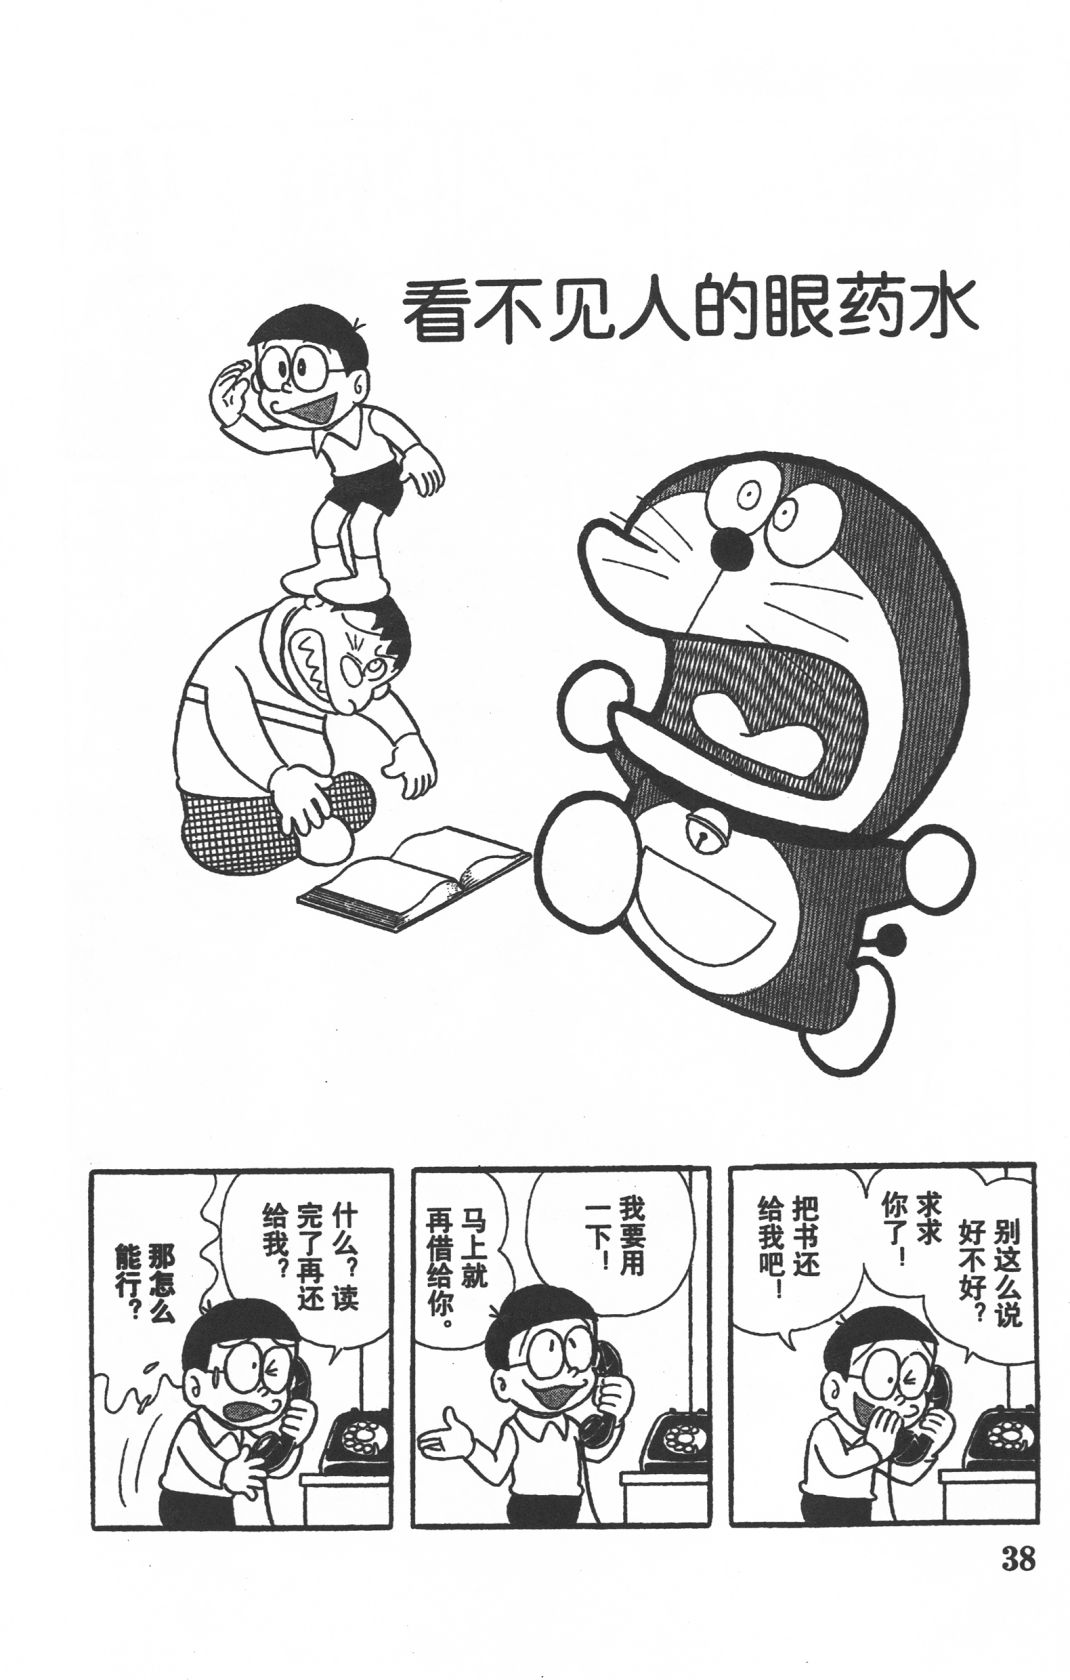 看不见人的眼药水
别这么说
好不好？
求求
你了！
把书还
给我吧！
我要用
一下！
马上就
再借给你。
什么？读
完了再还
给我？
那怎么
能行？
38